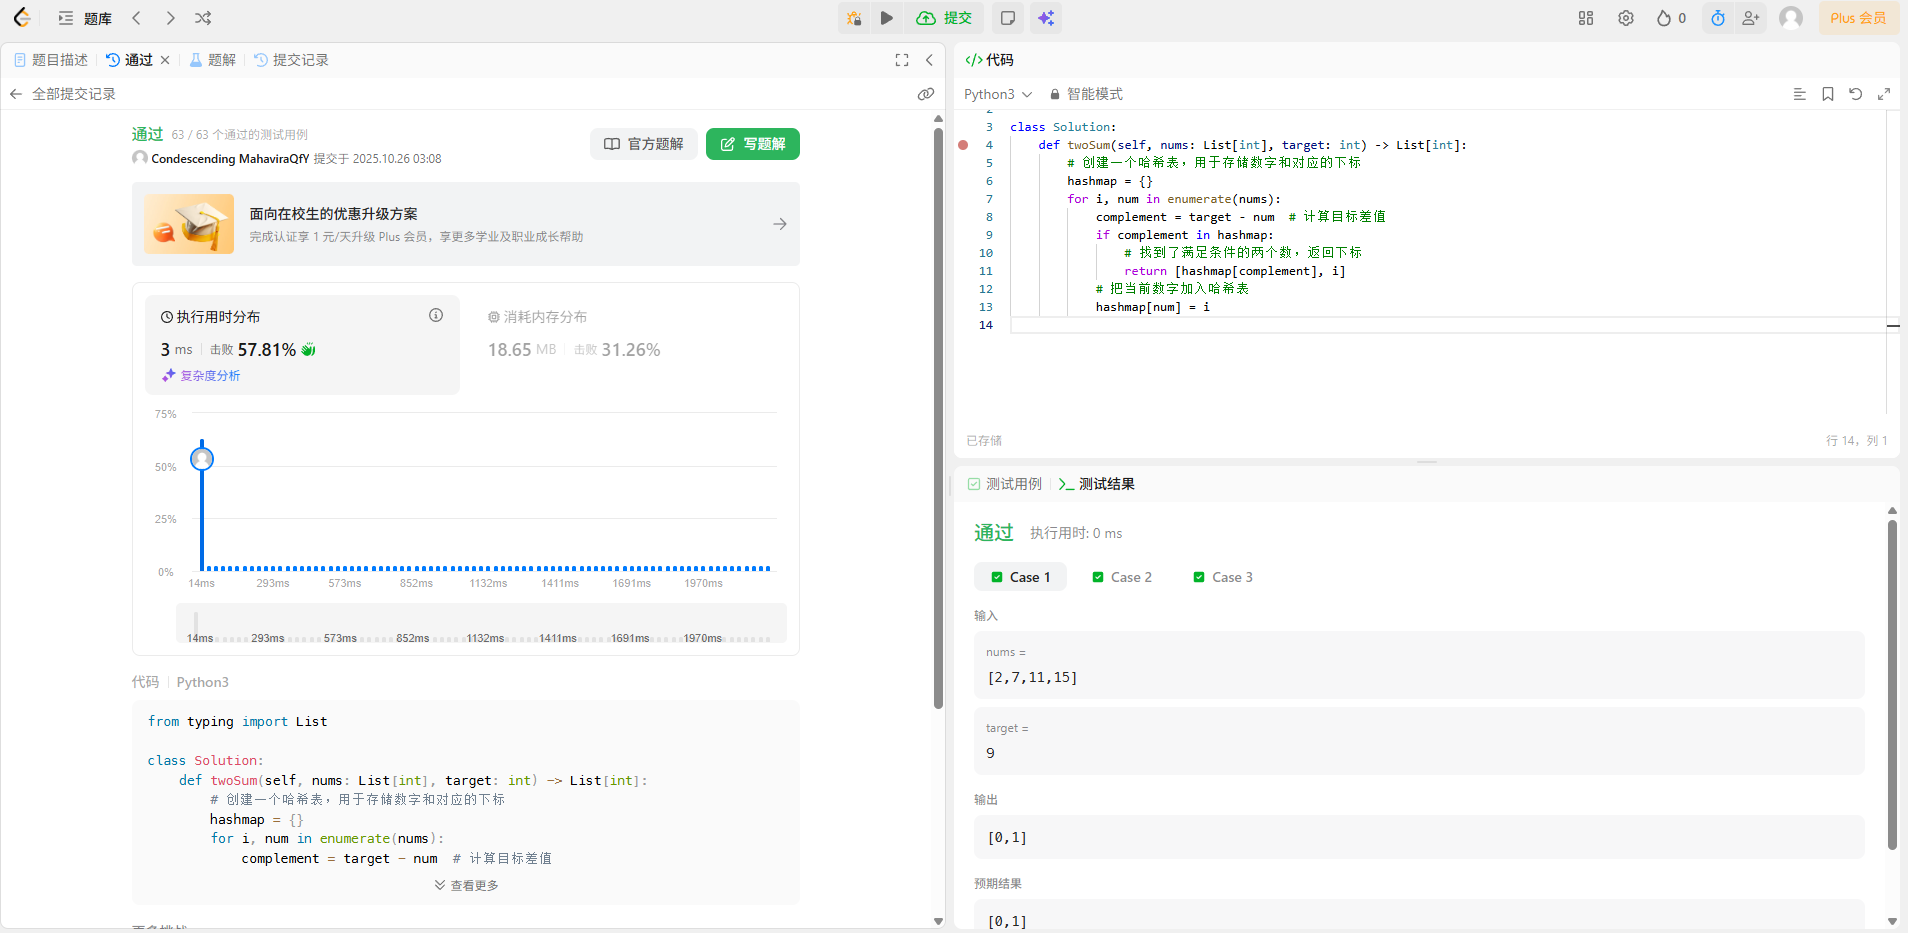 题库
提交
0
Plus 会员
题目描述
通过
题解
提交记录
全部提交记录
通过 63 / 63 个通过的测试用例
Condescending MahaviraQfY 提交于 2025.10.26 03:08
官方题解
写题解
面向在校生的优惠升级方案
完成认证享 1 元/天升级 Plus 会员，享更多学业及职业成长帮助
执行用时分布
3 ms 击败 57.81%
复杂度分析
消耗内存分布
18.65 MB 击败 31.26%
75%
50%
25%
0%
14ms 293ms 573ms 852ms 1132ms 1411ms 1691ms 1970ms
14ms 293ms 573ms 852ms 1132ms 1411ms 1691ms 1970ms
代码 Python3
from typing import List
class Solution:
def twoSum(self, nums: List[int], target: int) -> List[int]:
# 创建一个哈希表，用于存储数字和对应的下标
hashmap = {}
for i, num in enumerate(nums):
complement = target - num # 计算目标差值
查看更多
</> 代码
Python3 智能模式
3 class Solution:
4 def twoSum(self, nums: List[int], target: int) -> List[int]:
5 # 创建一个哈希表，用于存储数字和对应的下标
6 hashmap = {}
7 for i, num in enumerate(nums):
8 complement = target - num # 计算目标差值
9 if complement in hashmap:
10 # 找到了满足条件的两个数，返回下标
11 return [hashmap[complement], i]
12 # 把当前数字加入哈希表
13 hashmap[num] = i
14
已存储
行 14，列 1
测试用例
测试结果
通过 执行用时: 0 ms
Case 1 Case 2 Case 3
输入
nums =
[2,7,11,15]
target =
9
输出
[0,1]
预期结果
[0,1]